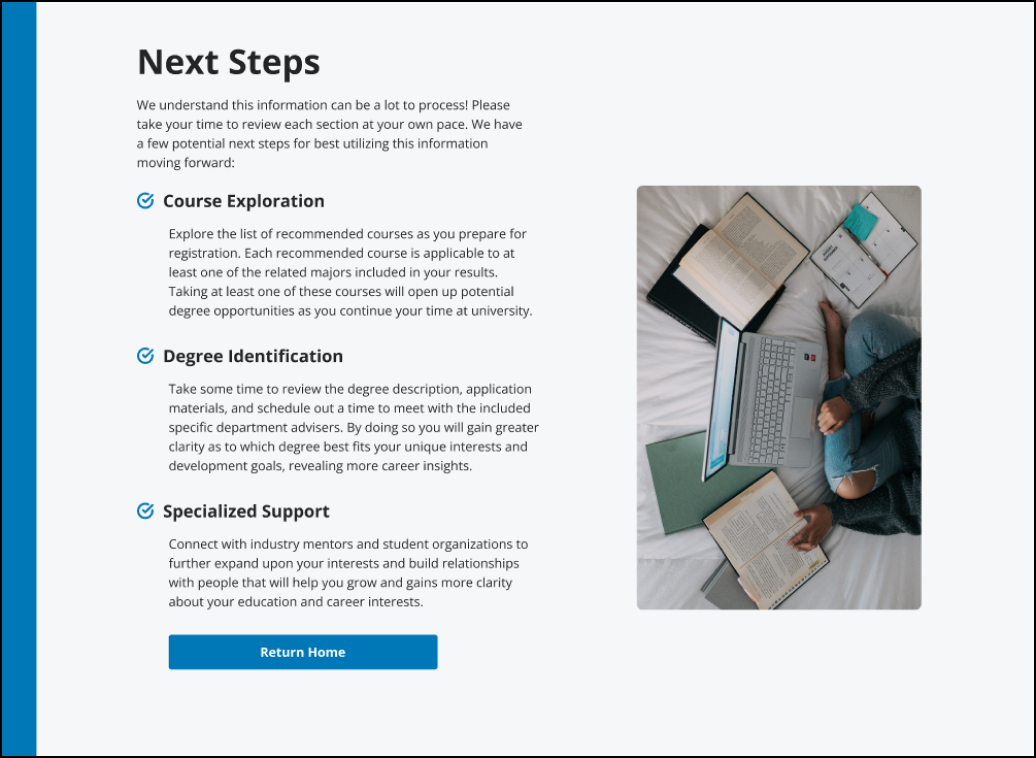 Next Steps
We understand this information can be a lot to process! Please
take your time to review each section at your own pace. We have
a few potential next steps for best utilizing this information
moving forward:
Course Exploration
Explore the list of recommended courses as you prepare for
registration. Each recommended course is applicable to at
least one of the related majors included in your results.
Taking at least one of these courses will open up potential
degree opportunities as you continue your time at university.
Degree Identification
Take some time to review the degree description, application
materials, and schedule out a time to meet with the included
specific department advisers. By doing so you will gain greater
clarity as to which degree best fits your unique interests and
development goals, revealing more career insights.
Specialized Support
Connect with industry mentors and student organizations to
further expand upon your interests and build relationships
with people that will help you grow and gains more clarity
about your education and career interests.
Return Home